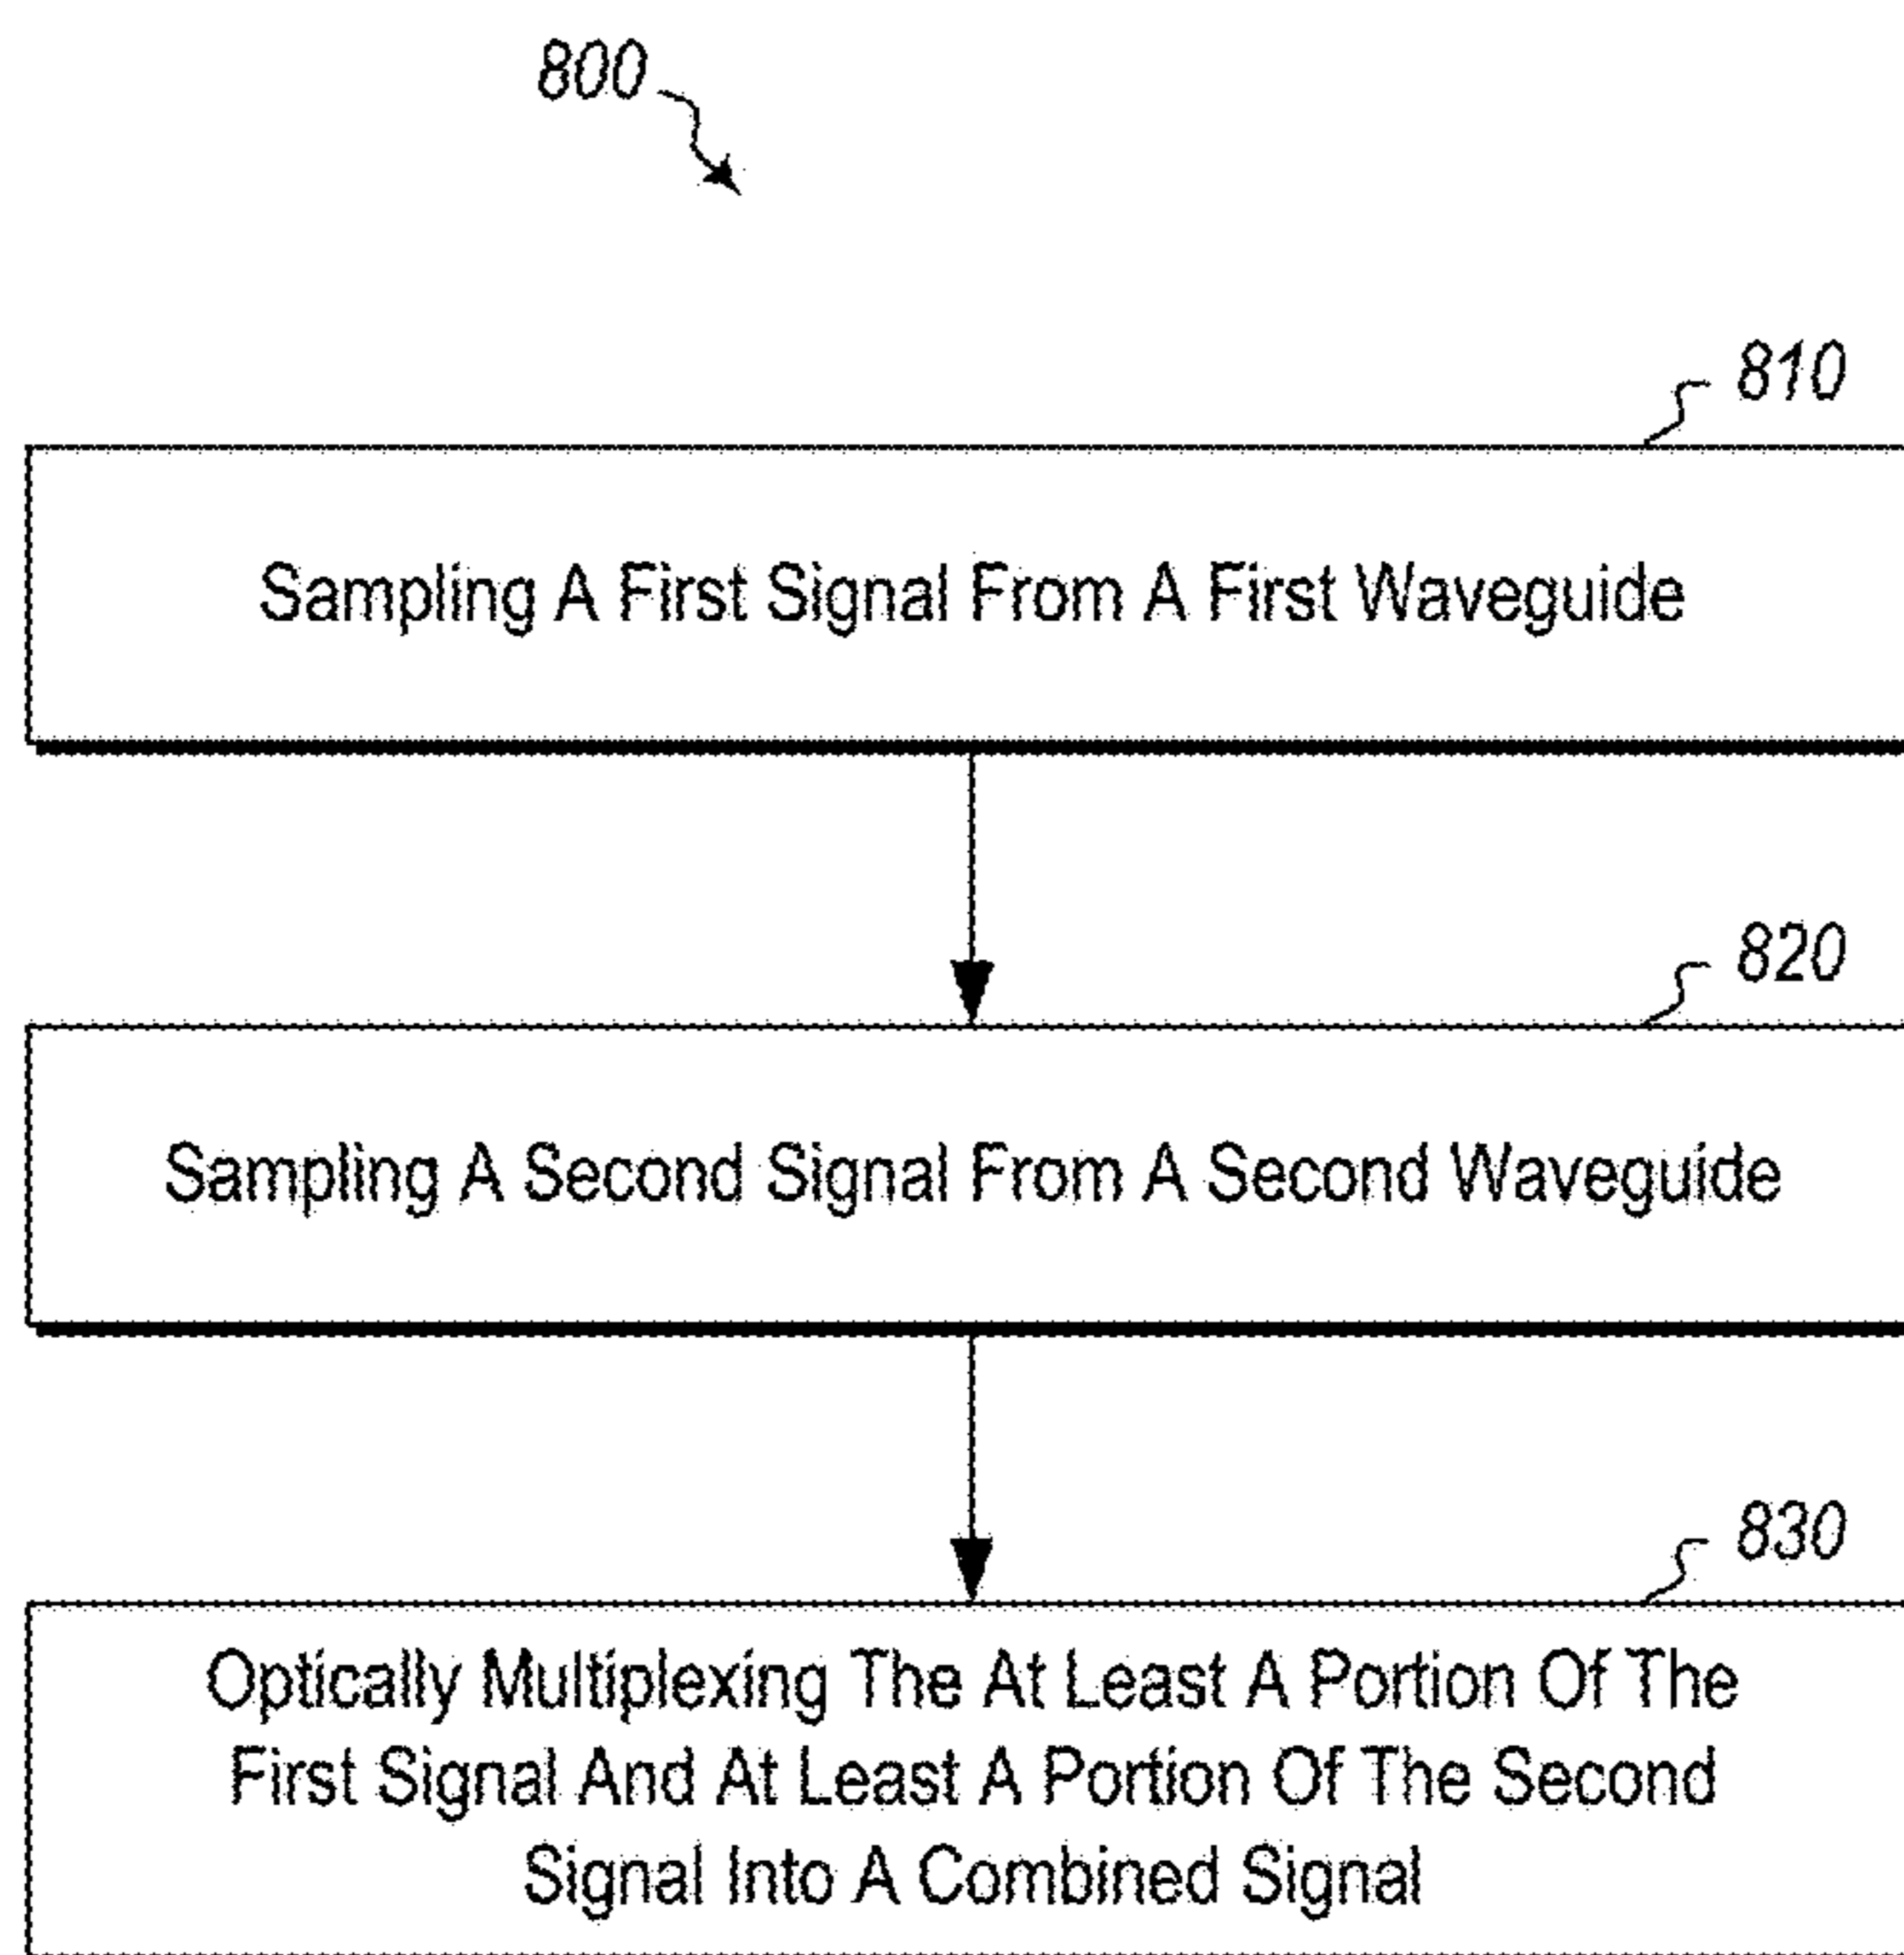 800
810
Sampling A First Signal From A First Waveguide
820
Sampling A Second Signal From A Second Waveguide
830
Optically Multiplexing The At Least A Portion Of The
First Signal And At Least A Portion Of The Second
Signal Into A Combined Signal